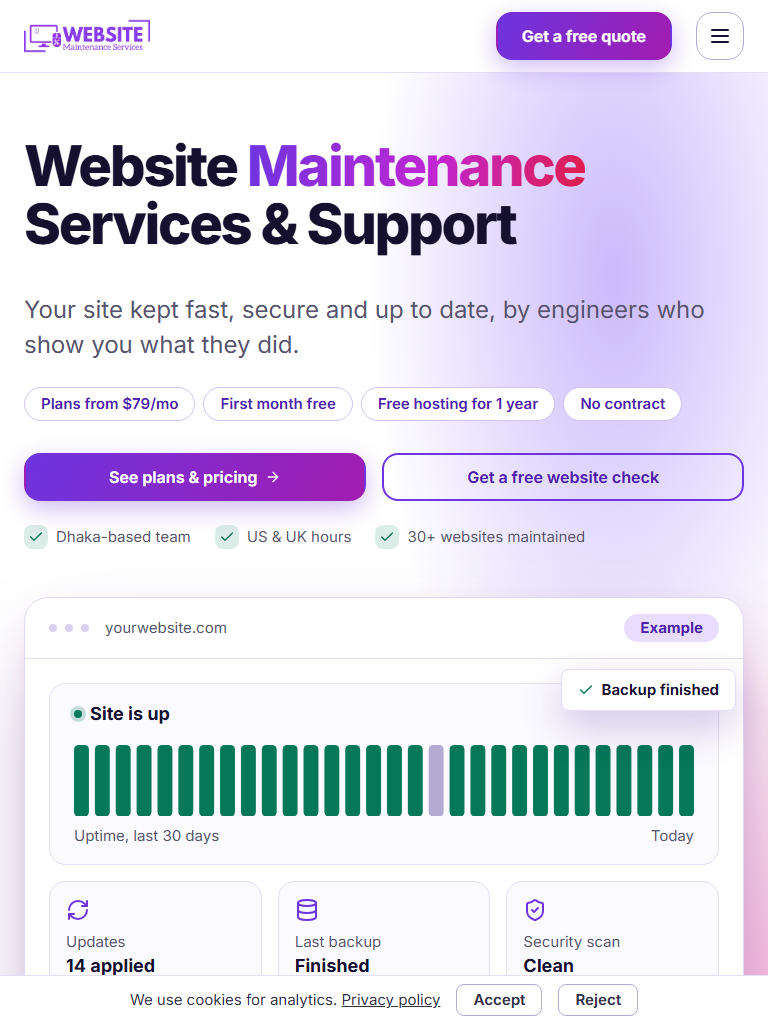 WEBSITE
Maintenance Services
Get a free quote
Website Maintenance
Services & Support
Your site kept fast, secure and up to date, by engineers who
show you what they did.
Plans from $79/mo
First month free
Free hosting for 1 year
No contract
See plans & pricing →
Get a free website check
Dhaka-based team
US & UK hours
30+ websites maintained
yourwebsite.com
Example
Backup finished
Site is up
Uptime, last 30 days
Today
Updates
14 applied
Last backup
Finished
Security scan
Clean
We use cookies for analytics. Privacy policy
Accept
Reject